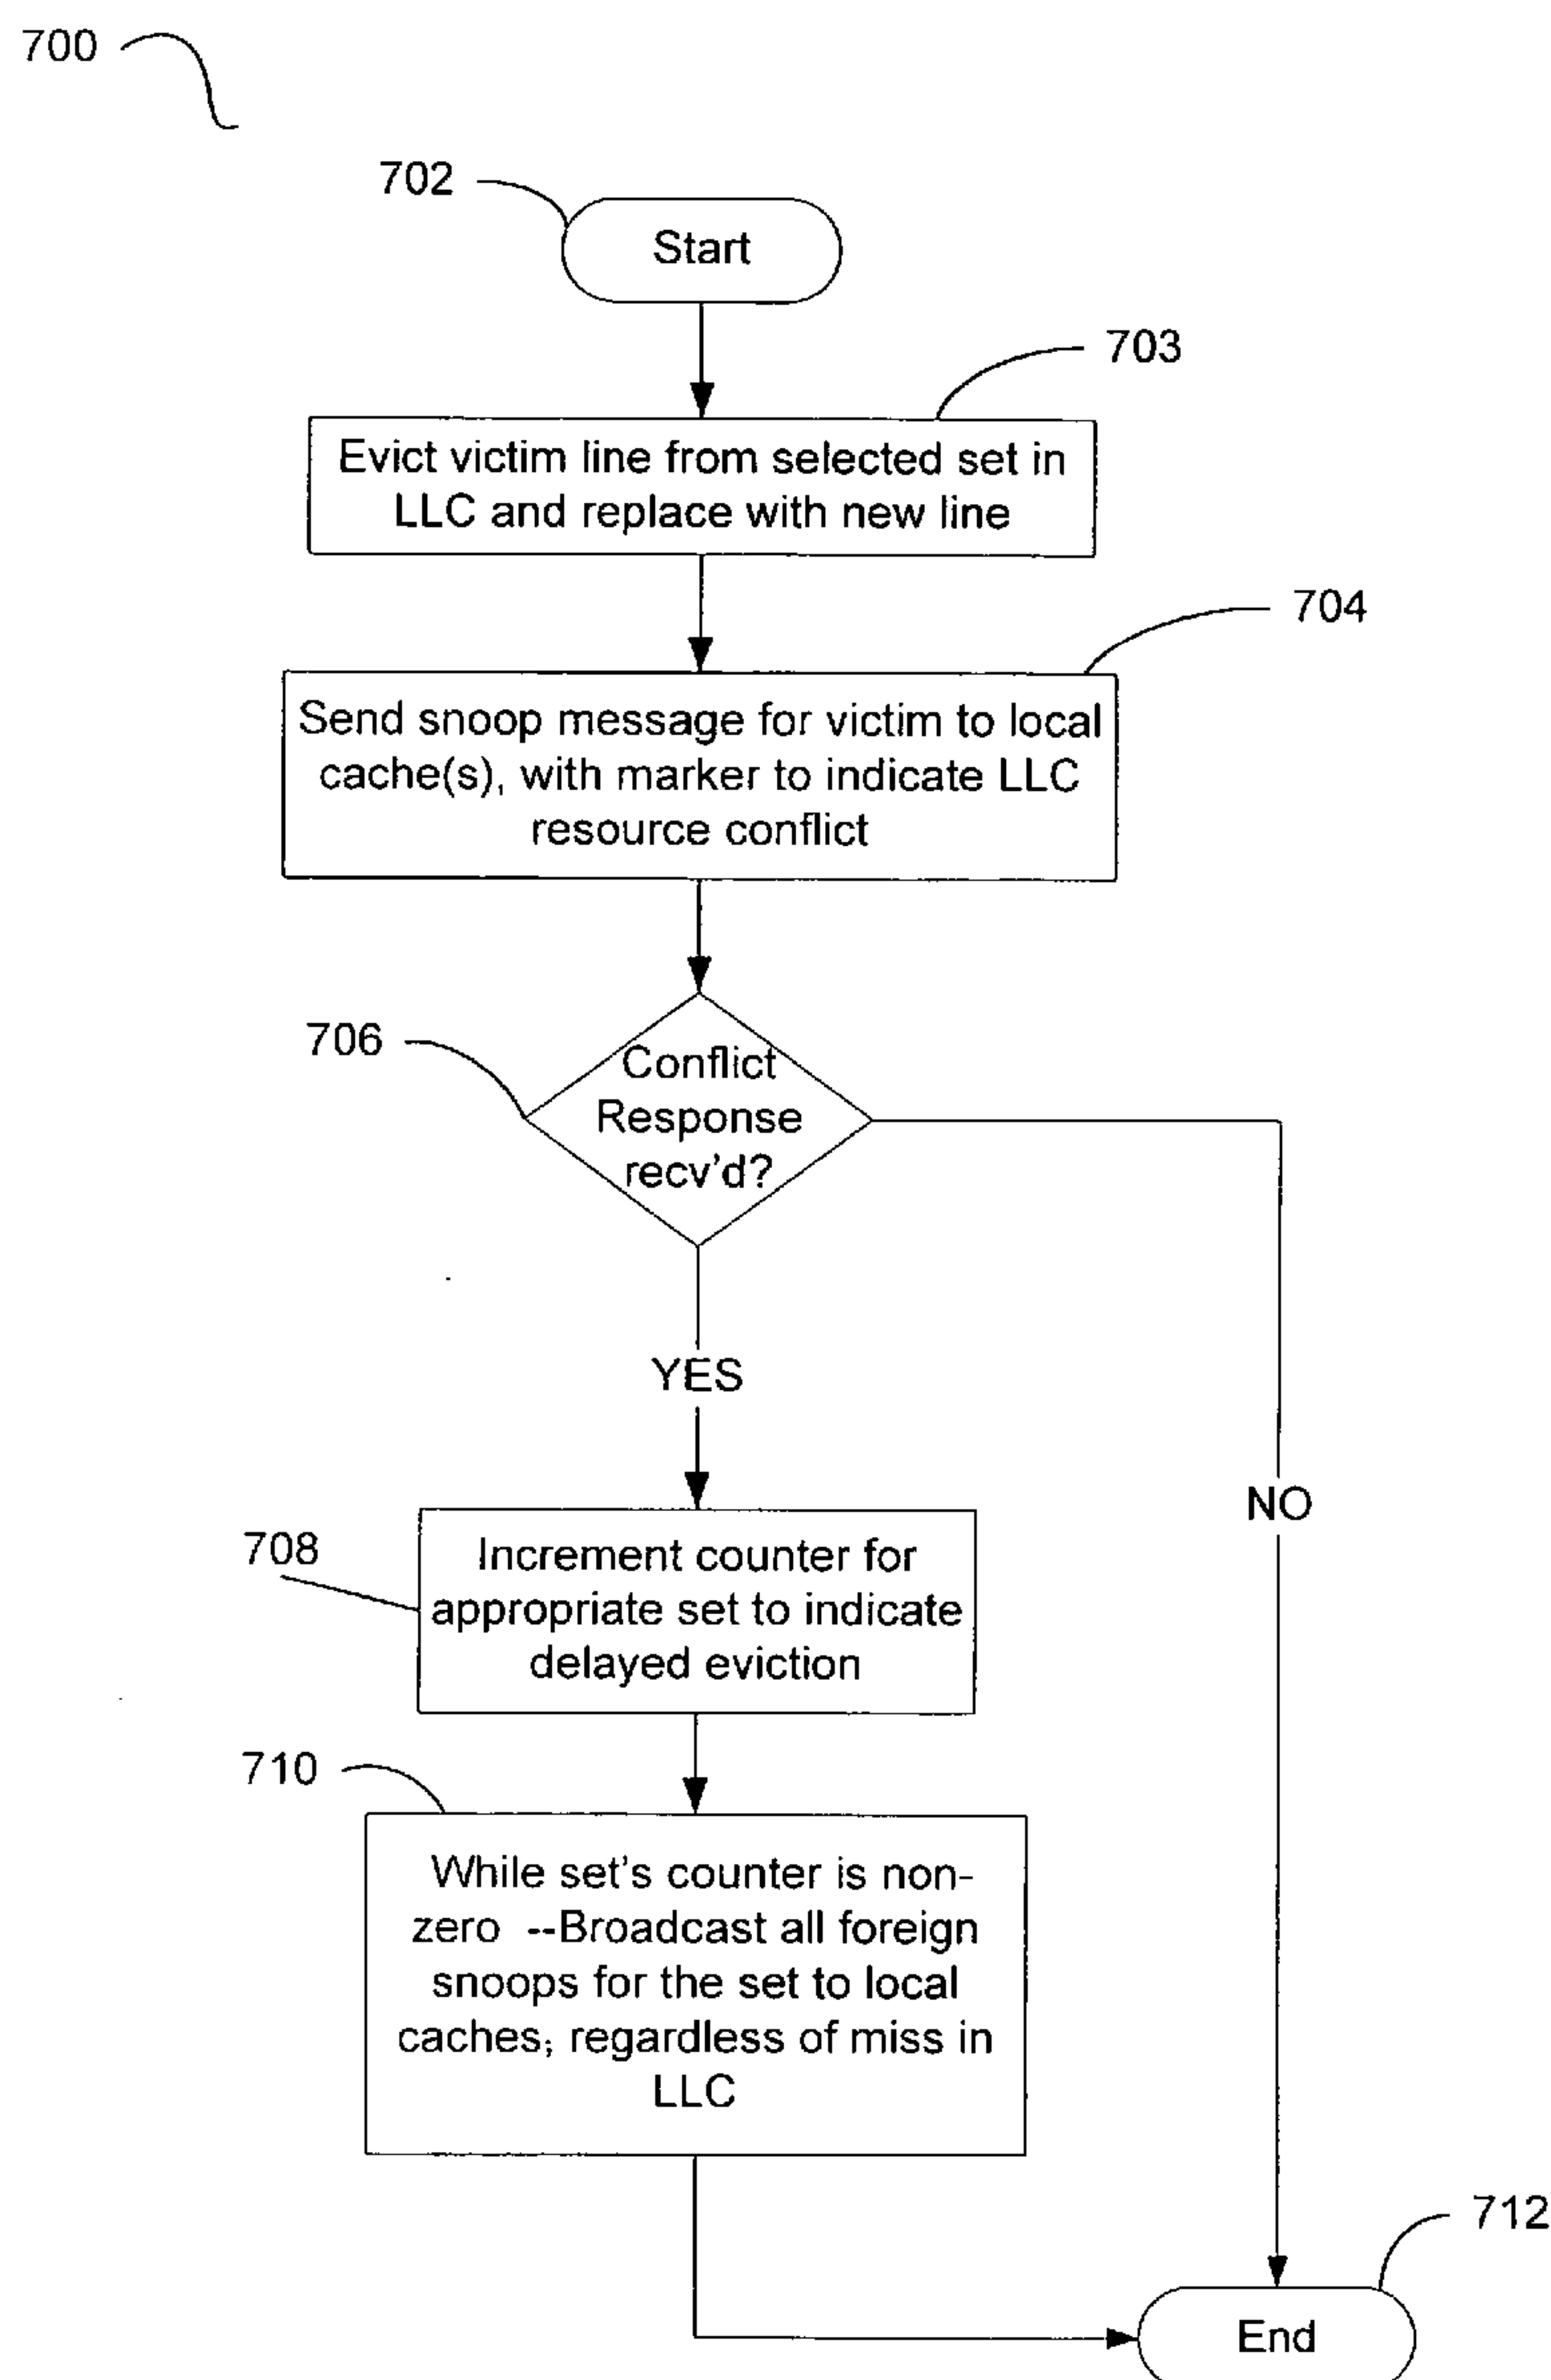 700
702
Start
703
Evict victim line from selected set in
LLC and replace with new line
704
Send snoop message for victim to local
cache(s), with marker to indicate LLC
resource conflict
706
Conflict
Response
recv'd?
YES
NO
708
Increment counter for
appropriate set to indicate
delayed eviction
710
While set's counter is non-
zero --Broadcast all foreign
snoops for the set to local
caches, regardless of miss in
LLC
712
End